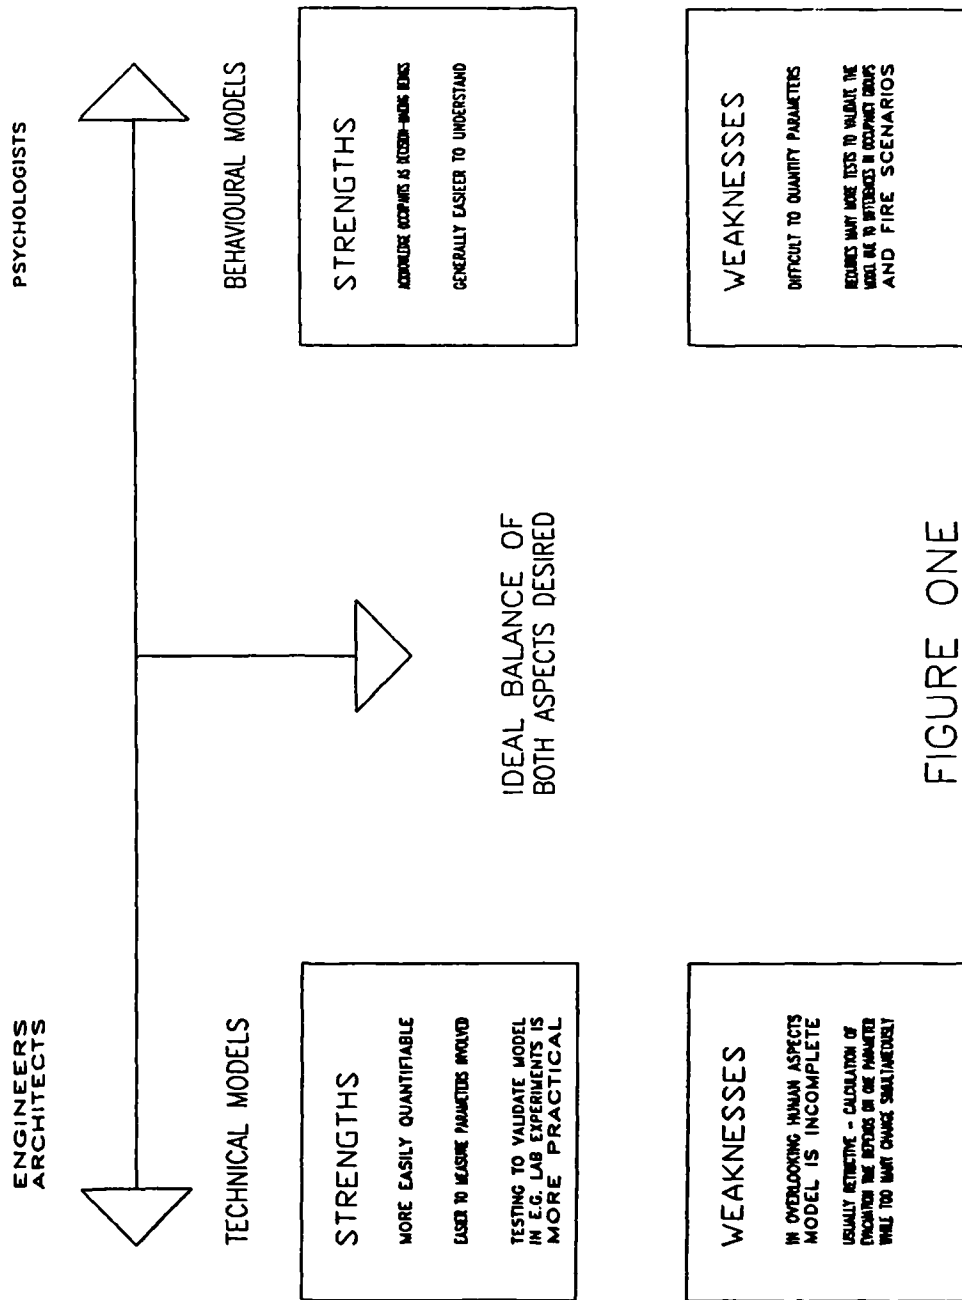 ENGINEERS
ARCHITECTS
PSYCHOLOGISTS
TECHNICAL MODELS
BEHAVIOURAL MODELS
STRENGTHS
MORE EASILY QUANTIFIABLE
EASIER TO MEASURE PARAMETERS INVOLVED
TESTING TO VALIDATE MODEL
IN E.G. LAB EXPERIMENTS IS
MORE PRACTICAL
STRENGTHS
ACKNOWLEDGE OCCUPANTS AS DECISION-MAKING BEINGS
GENERALLY EASIEER TO UNDERSTAND
IDEAL BALANCE OF
BOTH ASPECTS DESIRED
WEAKNESSES
IN OVERLOOKING HUMAN ASPECTS
MODEL IS INCOMPLETE
USUALLY - CALCULATION OF
EVACUATION TIME DEPENDS ON ONE PARAMETER
WHILE TOO MANY CHANGE SIMULTANEOUSLY
WEAKNESSES
DIFFICULT TO QUANTIFY PARAMETERS
REQUIRES MANY MORE TESTS TO VALIDATE THE
MODEL DUE TO DIFFERENCES IN OCCUPANCY GROUPS
AND FIRE SCENARIOS
FIGURE ONE